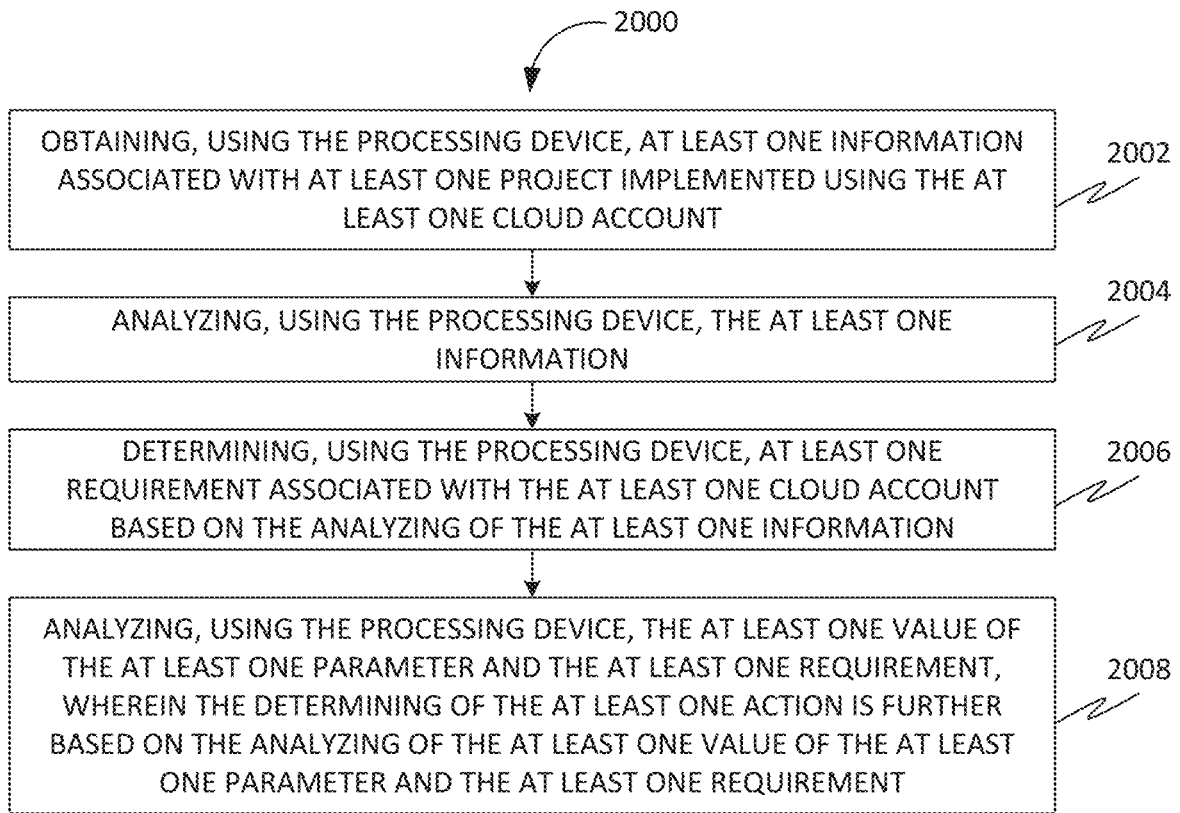 2000
OBTAINING, USING THE PROCESSING DEVICE, AT LEAST ONE INFORMATION
ASSOCIATED WITH AT LEAST ONE PROJECT IMPLEMENTED USING THE AT
LEAST ONE CLOUD ACCOUNT
2002
ANALYZING, USING THE PROCESSING DEVICE, THE AT LEAST ONE
INFORMATION
2004
DETERMINING, USING THE PROCESSING DEVICE, AT LEAST ONE
REQUIREMENT ASSOCIATED WITH THE AT LEAST ONE CLOUD ACCOUNT
BASED ON THE ANALYZING OF THE AT LEAST ONE INFORMATION
2006
ANALYZING, USING THE PROCESSING DEVICE, THE AT LEAST ONE VALUE OF
THE AT LEAST ONE PARAMETER AND THE AT LEAST ONE REQUIREMENT,
WHEREIN THE DETERMINING OF THE AT LEAST ONE ACTION IS FURTHER
BASED ON THE ANALYZING OF THE AT LEAST ONE VALUE OF THE AT LEAST
ONE PARAMETER AND THE AT LEAST ONE REQUIREMENT
2008